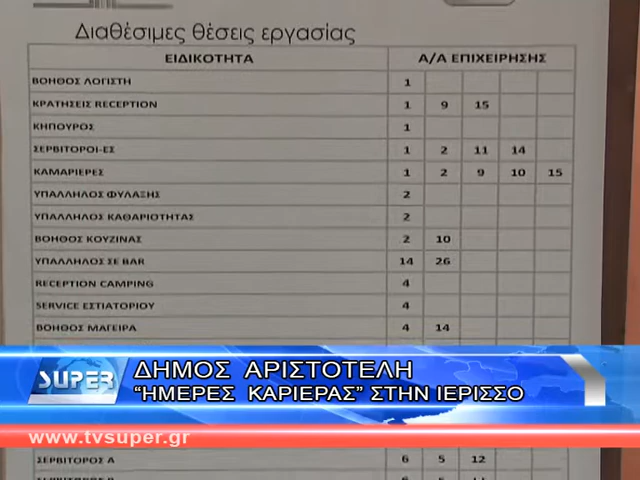 Διαθέσιμες θέσεις εργασίας
ΕΙΔΙΚΟΤΗΤΑ Α/Α ΕΠΙΧΕΙΡΗΣΗΣ
ΒΟΗΘΟΣ ΛΟΓΙΣΤΗ 1
ΚΡΑΤΗΣΕΙΣ RECEPTION 1 9 15
ΚΗΠΟΥΡΟΣ 1
ΣΕΡΒΙΤΟΡΟΙ-ΕΣ 1 2 11 14
ΚΑΜΑΡΙΕΡΕΣ 1 2 9 10 15
ΥΠΑΛΛΗΛΟΣ ΦΥΛΑΞΗΣ 2
ΥΠΑΛΛΗΛΟΣ ΚΑΘΑΡΙΟΤΗΤΑΣ 2
ΒΟΗΘΟΣ ΚΟΥΖΙΝΑΣ 2 10
ΥΠΑΛΛΗΛΟΣ ΣΕ BAR 14 26
RECEPTION CAMPING 4
SERVICE ΕΣΤΙΑΤΟΡΙΟΥ 4
ΒΟΗΘΟΣ ΜΑΓΕΙΡΑ 4 14
SUPER
ΔΗΜΟΣ ΑΡΙΣΤΟΤΕΛΗ
“ΗΜΕΡΕΣ ΚΑΡΙΕΡΑΣ” ΣΤΗΝ ΙΕΡΙΣΣΟ
www.tvsuper.gr
ΣΕΡΒΙΤΟΡΟΣ Α 6 5 12